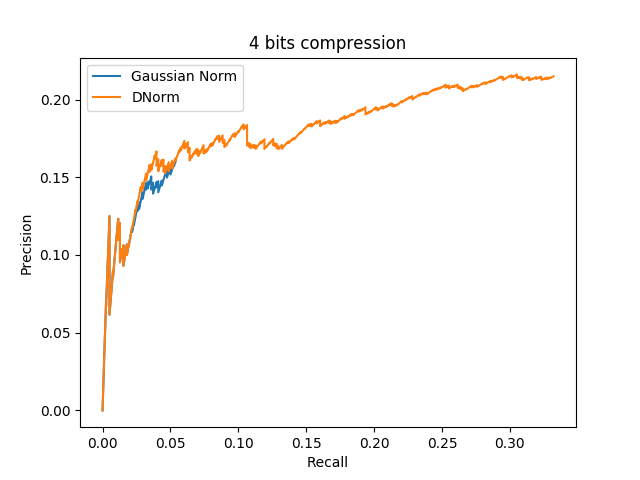 4 bits compression
Gaussian Norm
DNorm
0.20
0.15
0.10
0.05
0.00
Precision
0.00 0.05 0.10 0.15 0.20 0.25 0.30
Recall